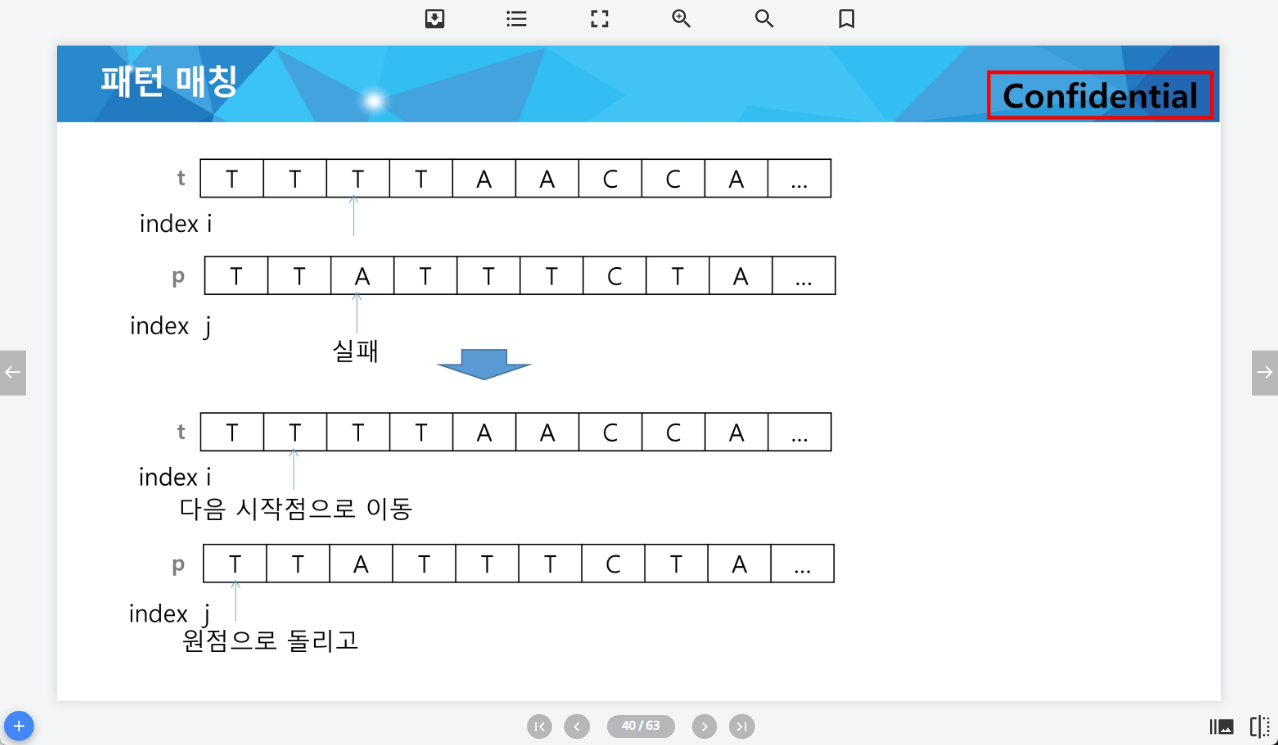 패턴 매칭
Confidential
t T T T T A A C C A ...
index i
p T T A T T T C T A ...
index j
실패
t T T T T A A C C A ...
index i
다음 시작점으로 이동
p T T A T T T C T A ...
index j
원점으로 돌리고
40 / 63